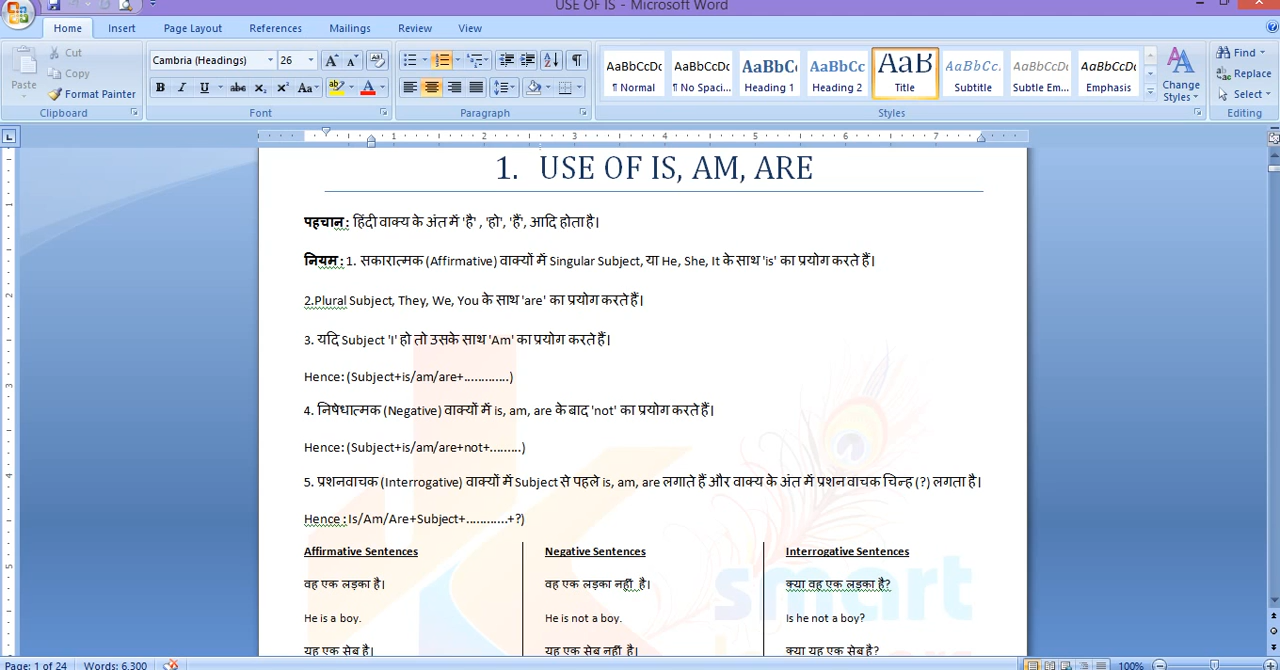 USE OF IS - Microsoft Word
Home Insert Page Layout References Mailings Review View
Cut
Copy
Format Painter
Paste
Clipboard
Cambria (Headings) 26
Font
Paragraph
AaBbCcDc AaBbCcDc AaBbCc AaBbCc AaB AaBbCc. AaBbCcDc AaBbCcDc
¶ Normal ¶ No Spaci... Heading 1 Heading 2 Title Subtitle Subtle Em... Emphasis
Change Styles
Styles
Find
Replace
Select
Editing
1. USE OF IS, AM, ARE
पहचान : हिंदी वाक्य के अंत में 'है' , 'हो', 'हैं', आदि होता है।
नियम : 1. सकारात्मक (Affirmative) वाक्यों में Singular Subject, या He, She, It के साथ 'is' का प्रयोग करते हैं।
2.Plural Subject, They, We, You के साथ 'are' का प्रयोग करते हैं।
3. यदि Subject 'I' हो तो उसके साथ 'Am' का प्रयोग करते हैं।
Hence: (Subject+is/am/are+.............)
4. निषेधात्मक (Negative) वाक्यों में is, am, are के बाद 'not' का प्रयोग करते हैं।
Hence: (Subject+is/am/are+not+.........)
5. प्रशनवाचक (Interrogative) वाक्यों में Subject से पहले is, am, are लगाते हैं और वाक्य के अंत में प्रशन वाचक चिन्ह (?) लगता है।
Hence : Is/Am/Are+Subject+............+?)
Affirmative Sentences Negative Sentences Interrogative Sentences
वह एक लड़का है। वह एक लड़का नहीं है। क्या वह एक लड़का है?
He is a boy. He is not a boy. Is he not a boy?
यह एक सेब है। यह एक सेब नहीं है। क्या यह एक सेब है?
smart
Page: 1 of 24 Words: 6,300 100%